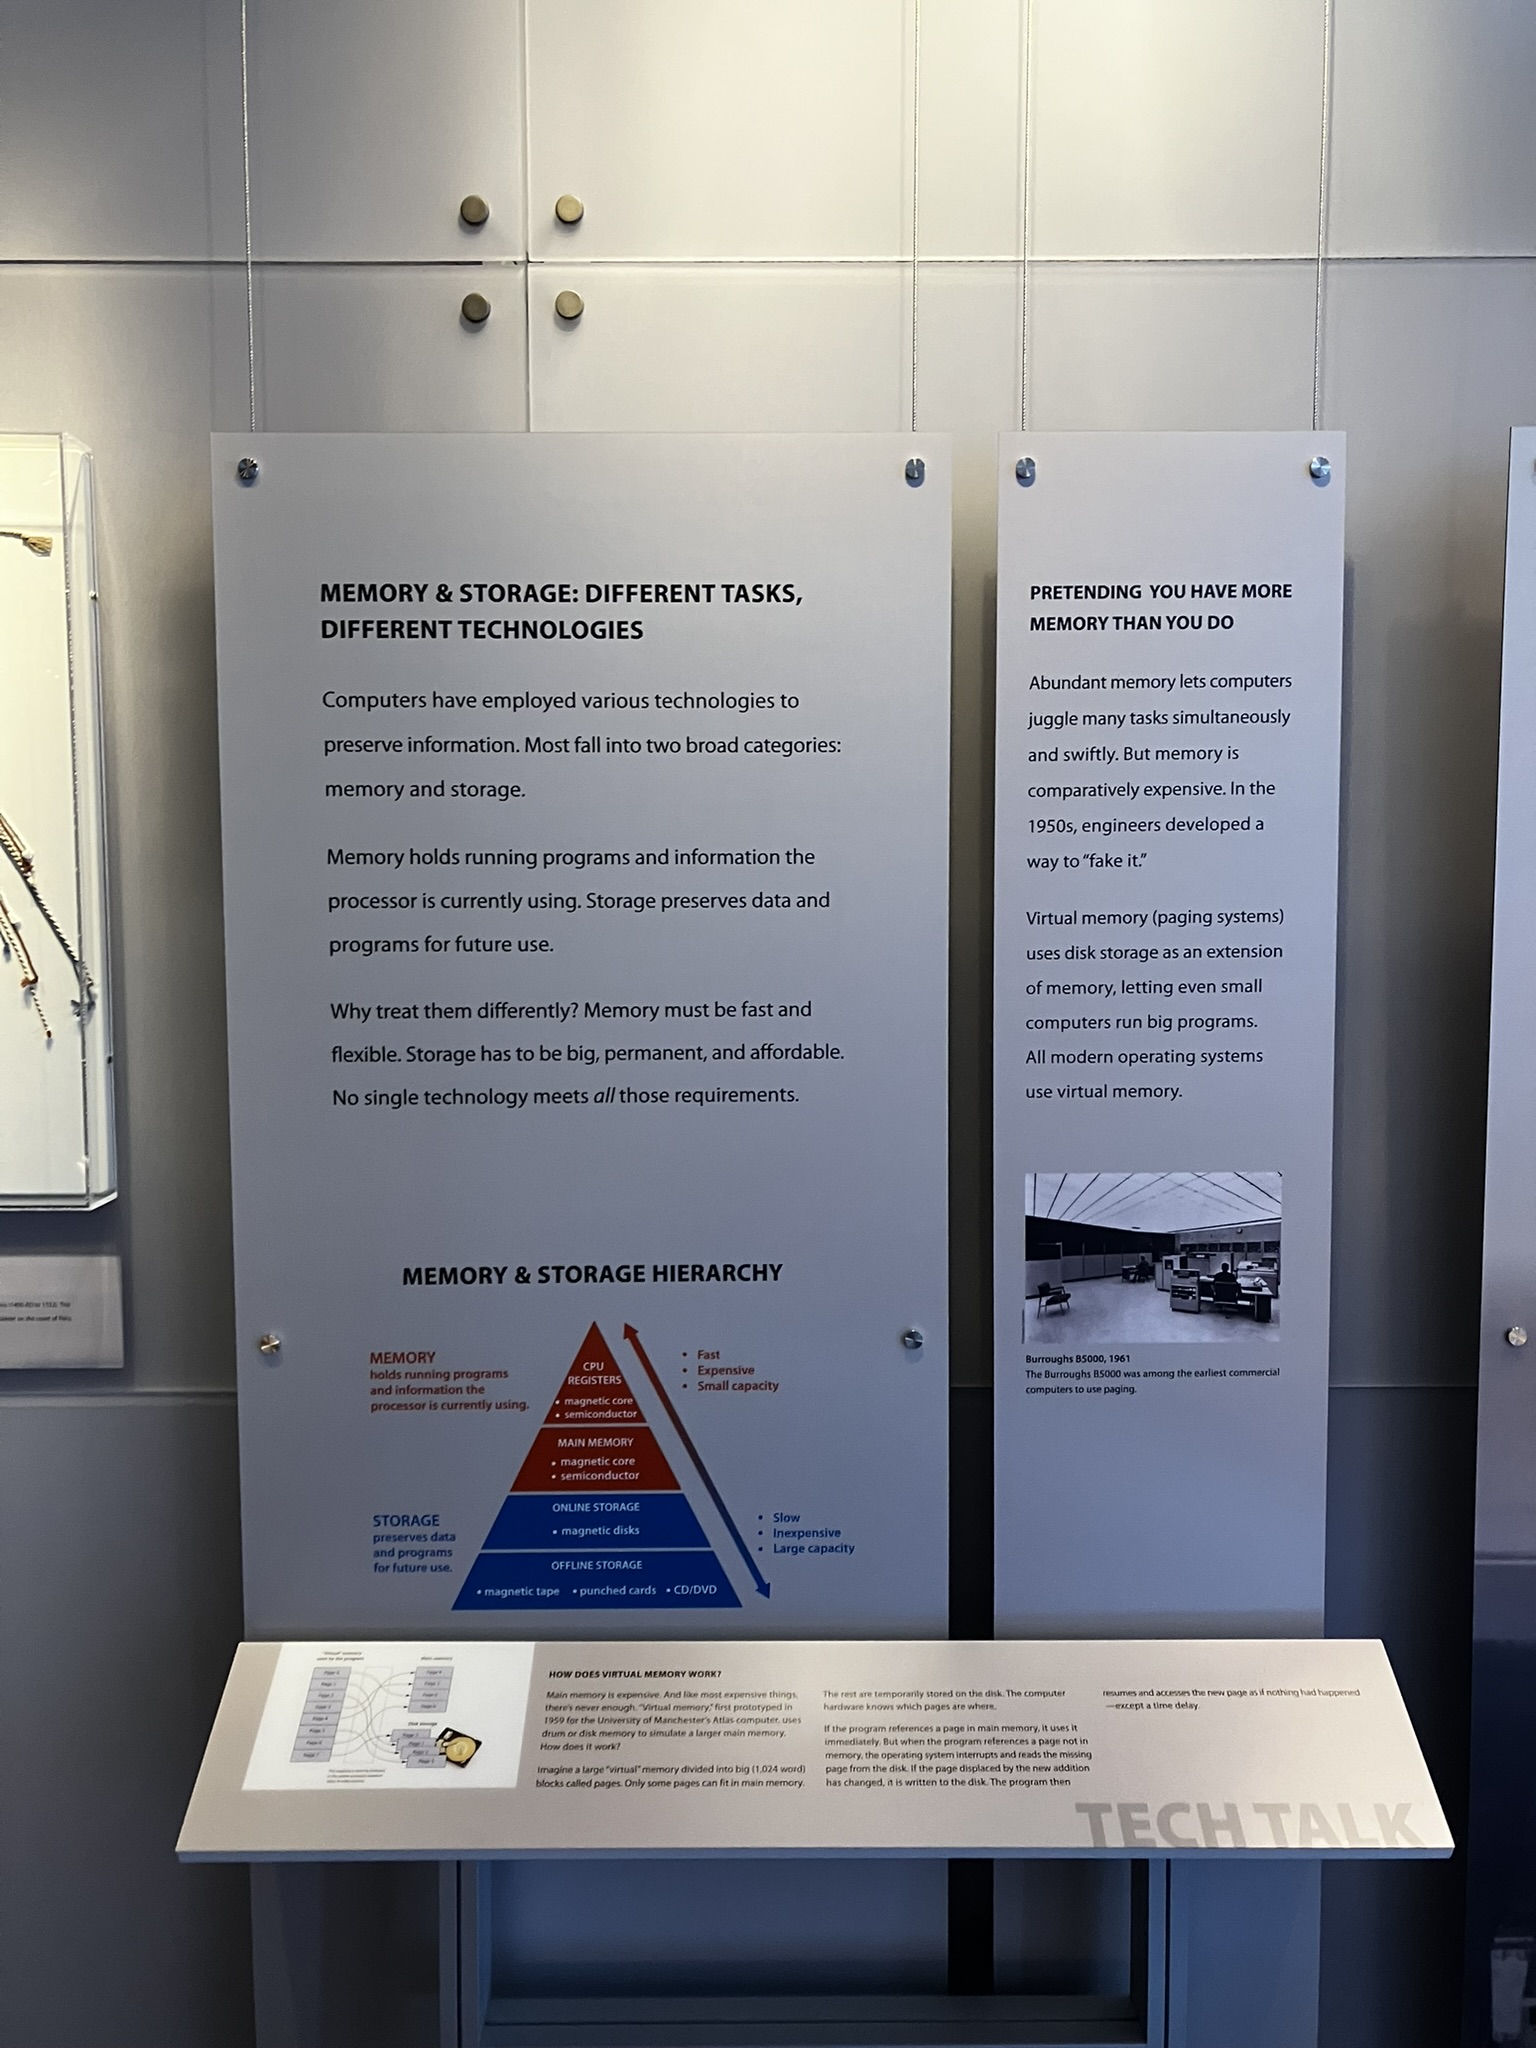 MEMORY & STORAGE: DIFFERENT TASKS,
DIFFERENT TECHNOLOGIES
Computers have employed various technologies to
preserve information. Most fall into two broad categories:
memory and storage.
Memory holds running programs and information the
processor is currently using. Storage preserves data and
programs for future use.
Why treat them differently? Memory must be fast and
flexible. Storage has to be big, permanent, and affordable.
No single technology meets all those requirements.
MEMORY & STORAGE HIERARCHY
MEMORY
holds running programs
and information the
processor is currently using.
CPU
REGISTERS
• magnetic core
• semiconductor
• Fast
• Expensive
• Small capacity
MAIN MEMORY
• magnetic core
• semiconductor
STORAGE
preserves data
and programs
for future use.
ONLINE STORAGE
• magnetic disks
OFFLINE STORAGE
• magnetic tape • punched cards • CD/DVD
• Slow
• Inexpensive
• Large capacity
PRETENDING YOU HAVE MORE
MEMORY THAN YOU DO
Abundant memory lets computers
juggle many tasks simultaneously
and swiftly. But memory is
comparatively expensive. In the
1950s, engineers developed a
way to “fake it.”
Virtual memory (paging systems)
uses disk storage as an extension
of memory, letting even small
computers run big programs.
All modern operating systems
use virtual memory.
Burroughs B5000, 1961
The Burroughs B5000 was among the earliest commercial
computers to use paging.
"Virtual" memory
seen by the program
Main memory
Disk storage
HOW DOES VIRTUAL MEMORY WORK?
Main memory is expensive. And like most expensive things,
there's never enough. "Virtual memory," first prototyped in
1959 for the University of Manchester's Atlas computer, uses
drum or disk memory to simulate a larger main memory.
How does it work?
Imagine a large "virtual" memory divided into big (1,024 word)
blocks called pages. Only some pages can fit in main memory.
The rest are temporarily stored on the disk. The computer
hardware knows which pages are where.
If the program references a page in main memory, it uses it
immediately. But when the program references a page not in
memory, the operating system interrupts and reads the missing
page from the disk. If the page displaced by the new addition
has changed, it is written to the disk. The program then
resumes and accesses the new page as if nothing had happened
—except a time delay.
TECH TALK